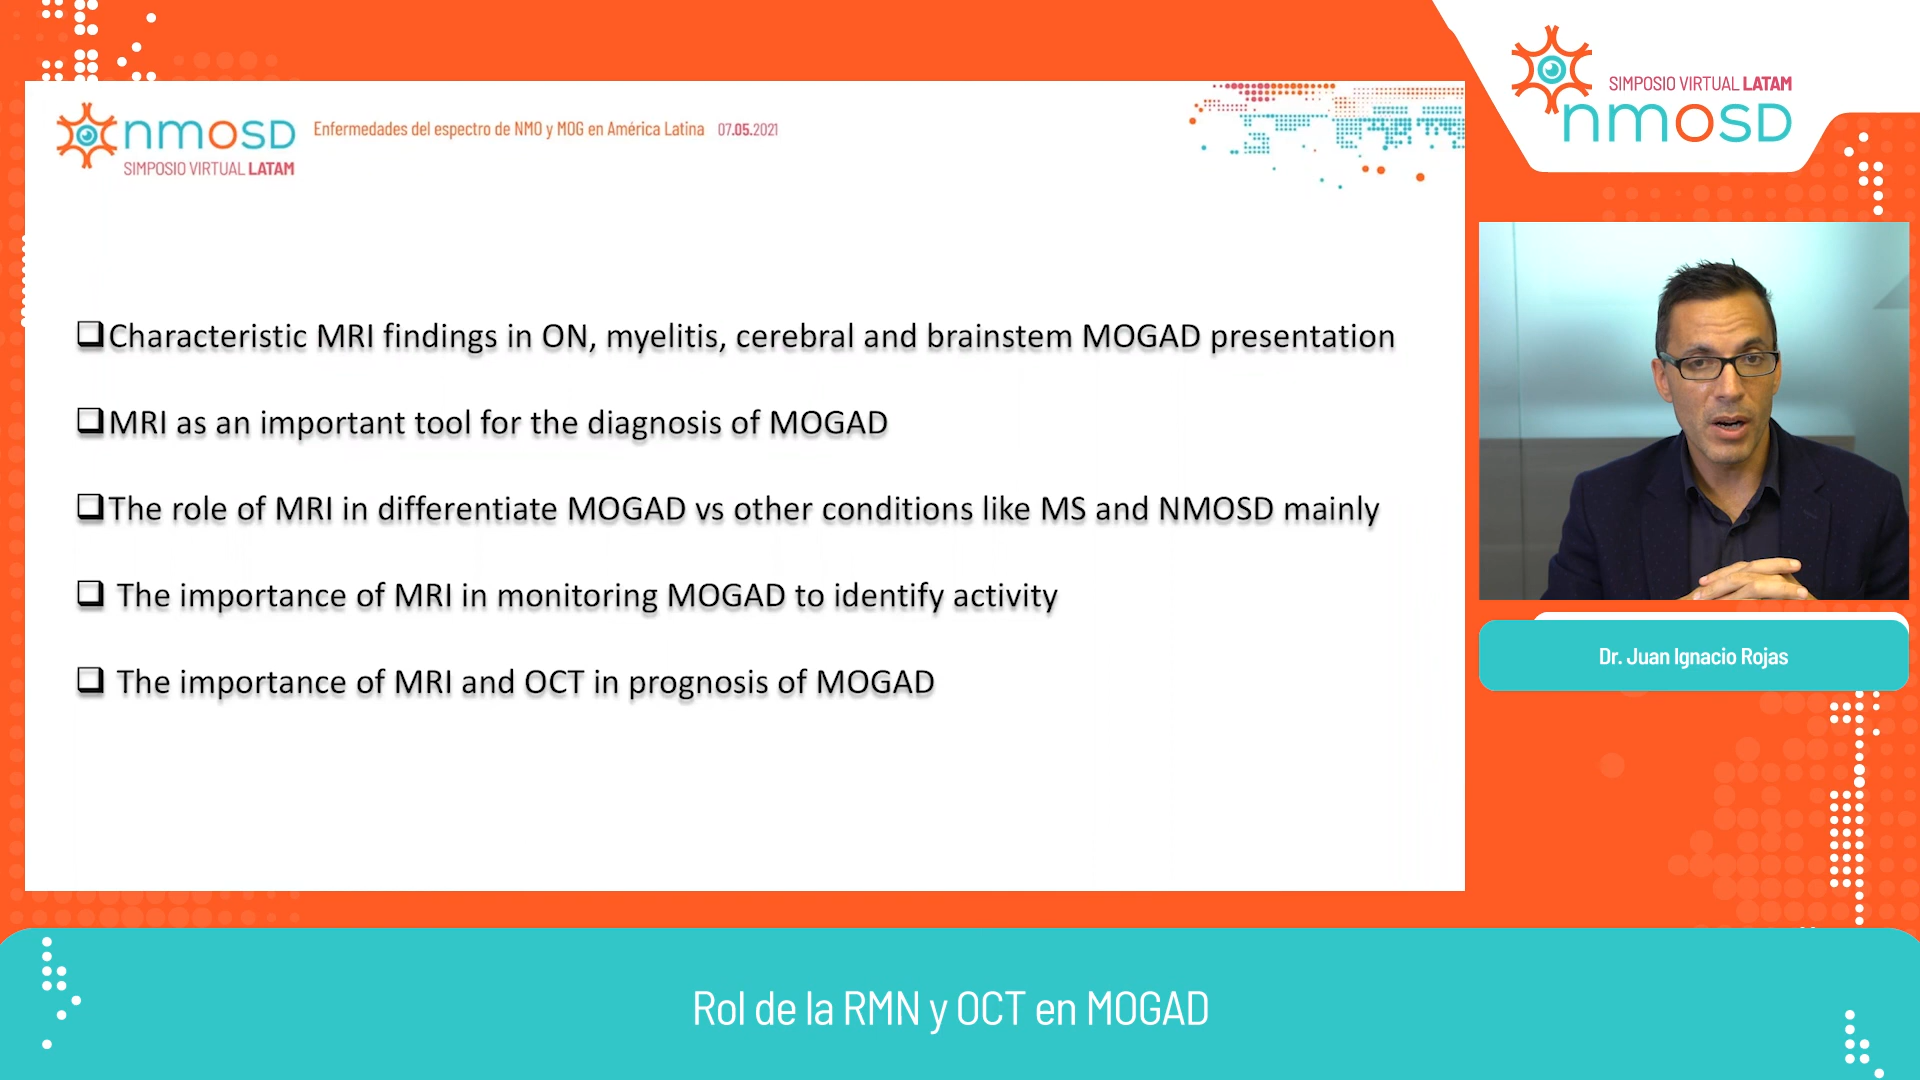 nmosd
SIMPOSIO VIRTUAL LATAM
Enfermedades del espectro de NMO y MOG en América Latina 07.05.2021
SIMPOSIO VIRTUAL LATAM
nmosd
Characteristic MRI findings in ON, myelitis, cerebral and brainstem MOGAD presentation
MRI as an important tool for the diagnosis of MOGAD
The role of MRI in differentiate MOGAD vs other conditions like MS and NMOSD mainly
The importance of MRI in monitoring MOGAD to identify activity
The importance of MRI and OCT in prognosis of MOGAD
Dr. Juan Ignacio Rojas
Rol de la RMN y OCT en MOGAD